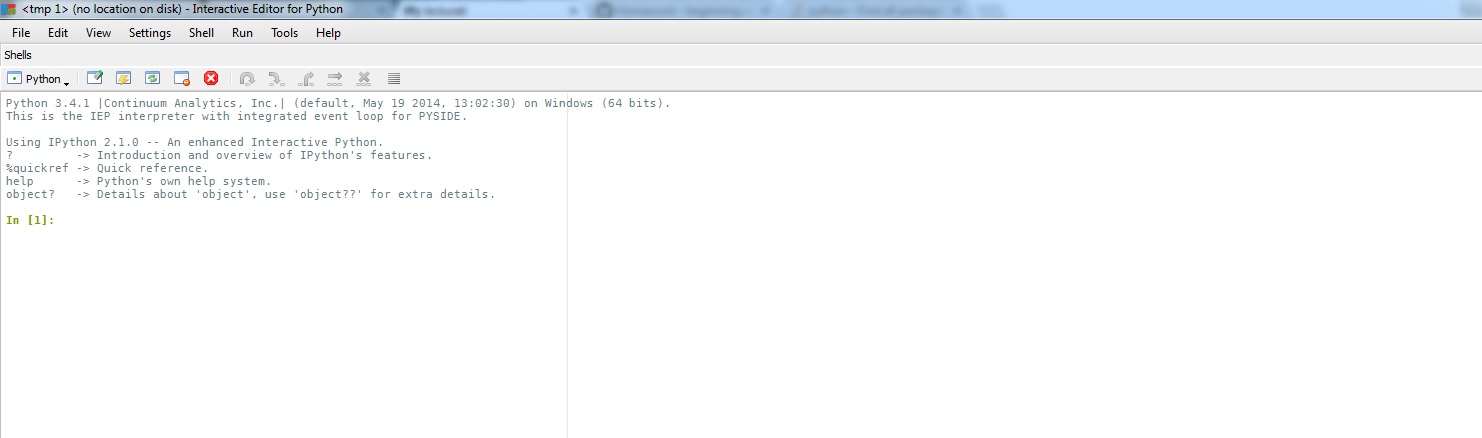 <tmp 1> (no location on disk) - Interactive Editor for Python
File Edit View Settings Shell Run Tools Help
Shells
Python
Python 3.4.1 |Continuum Analytics, Inc.| (default, May 19 2014, 13:02:30) on Windows (64 bits).
This is the IEP interpreter with integrated event loop for PYSIDE.
Using IPython 2.1.0 -- An enhanced Interactive Python.
?         -> Introduction and overview of IPython's features.
%quickref -> Quick reference.
help      -> Python's own help system.
object?   -> Details about 'object', use 'object??' for extra details.
In [1]: